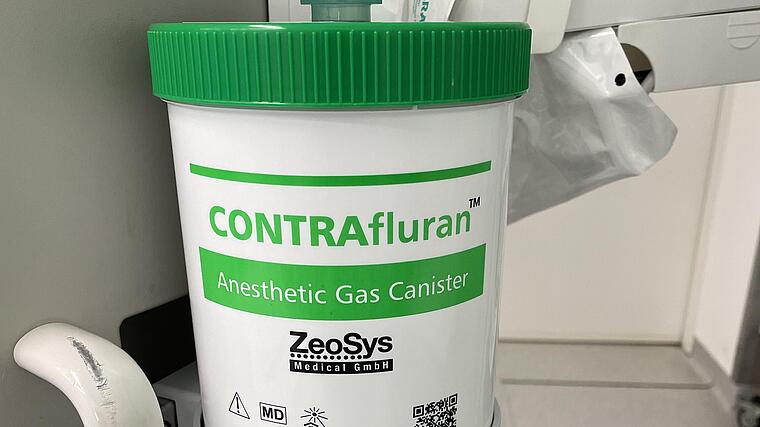 CONTRAfluran™
Anesthetic Gas Canister
ZeoSys
Medical GmbH
MD